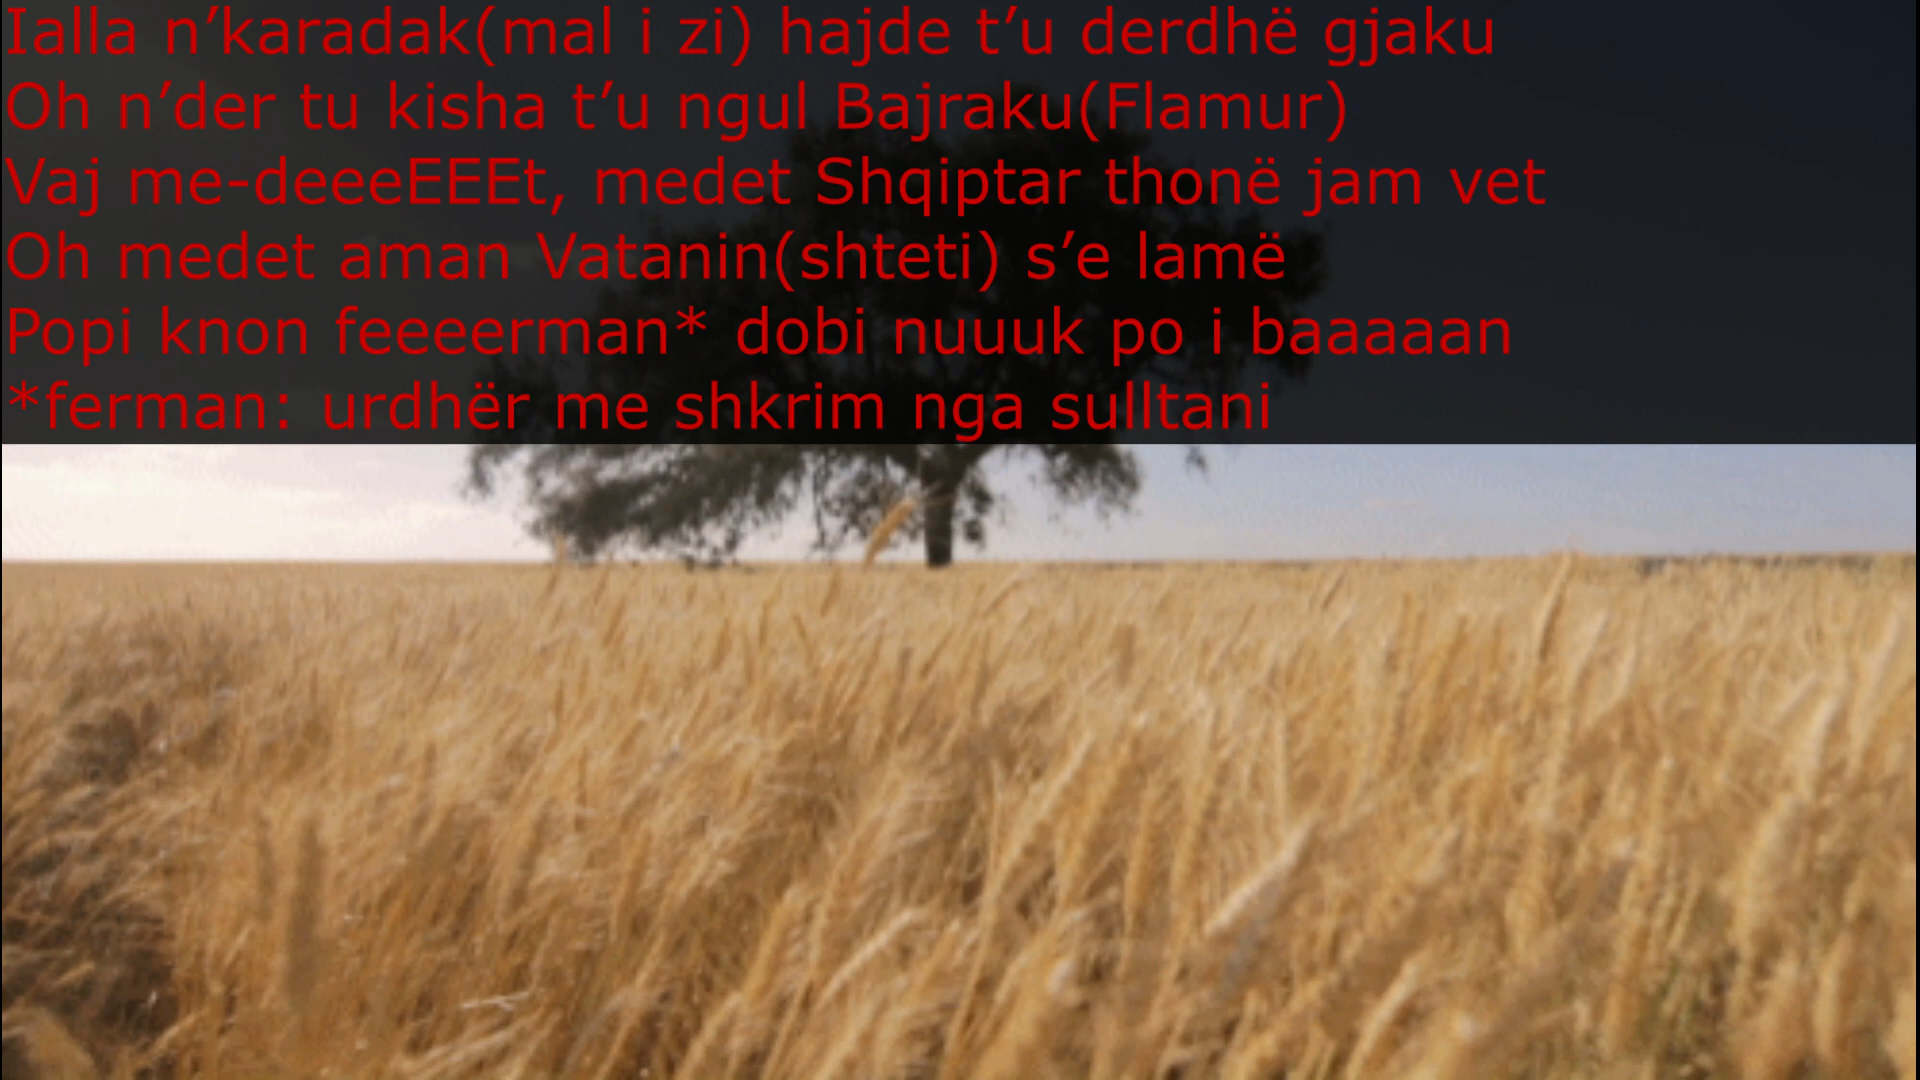 Ialla n’karadak(mal i zi) hajde t’u derdhë gjaku
Oh n’der tu kisha t’u ngul Bajraku(Flamur)
Vaj me-deeeEEEt, medet Shqiptar thonë jam vet
Oh medet aman Vatanin(shteti) s’e lamë
Popi knon feeeerman* dobi nuuuk po i baaaaan
*ferman: urdhër me shkrim nga sulltani